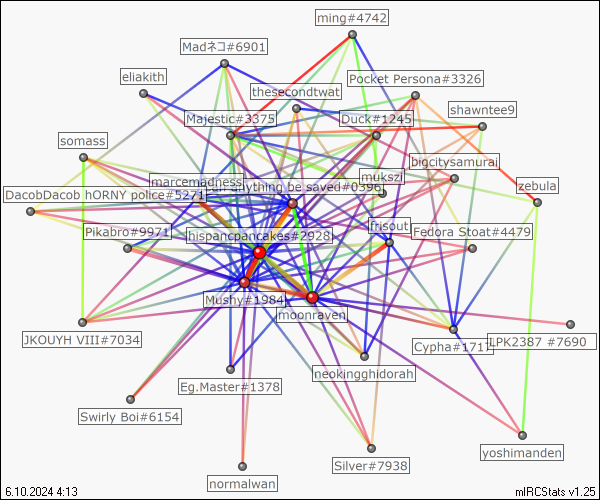 ming#4742
Madネコ#6901
eliakith
Pocket Persona#3326
thesecondtwat
shawntee9
Majestic#3375
Duck#1245
somass
bigcitysamurai
mukszi
marcemadness
anything be saved#0396
zebula
DacobDacob hORNY police#5271
Pikabro#9971
frisout
Fedora Stoat#4479
hispancpancakes#2928
Mushy#1984
moonraven
JKOUYH VIII#7034
Cypha#1717
LPK2387 #7690
neokingghidorah
Eg.Master#1378
Swirly Boi#6154
yoshimanden
Silver#7938
normalwan
6.10.2024 4:13
mIRCStats v1.25